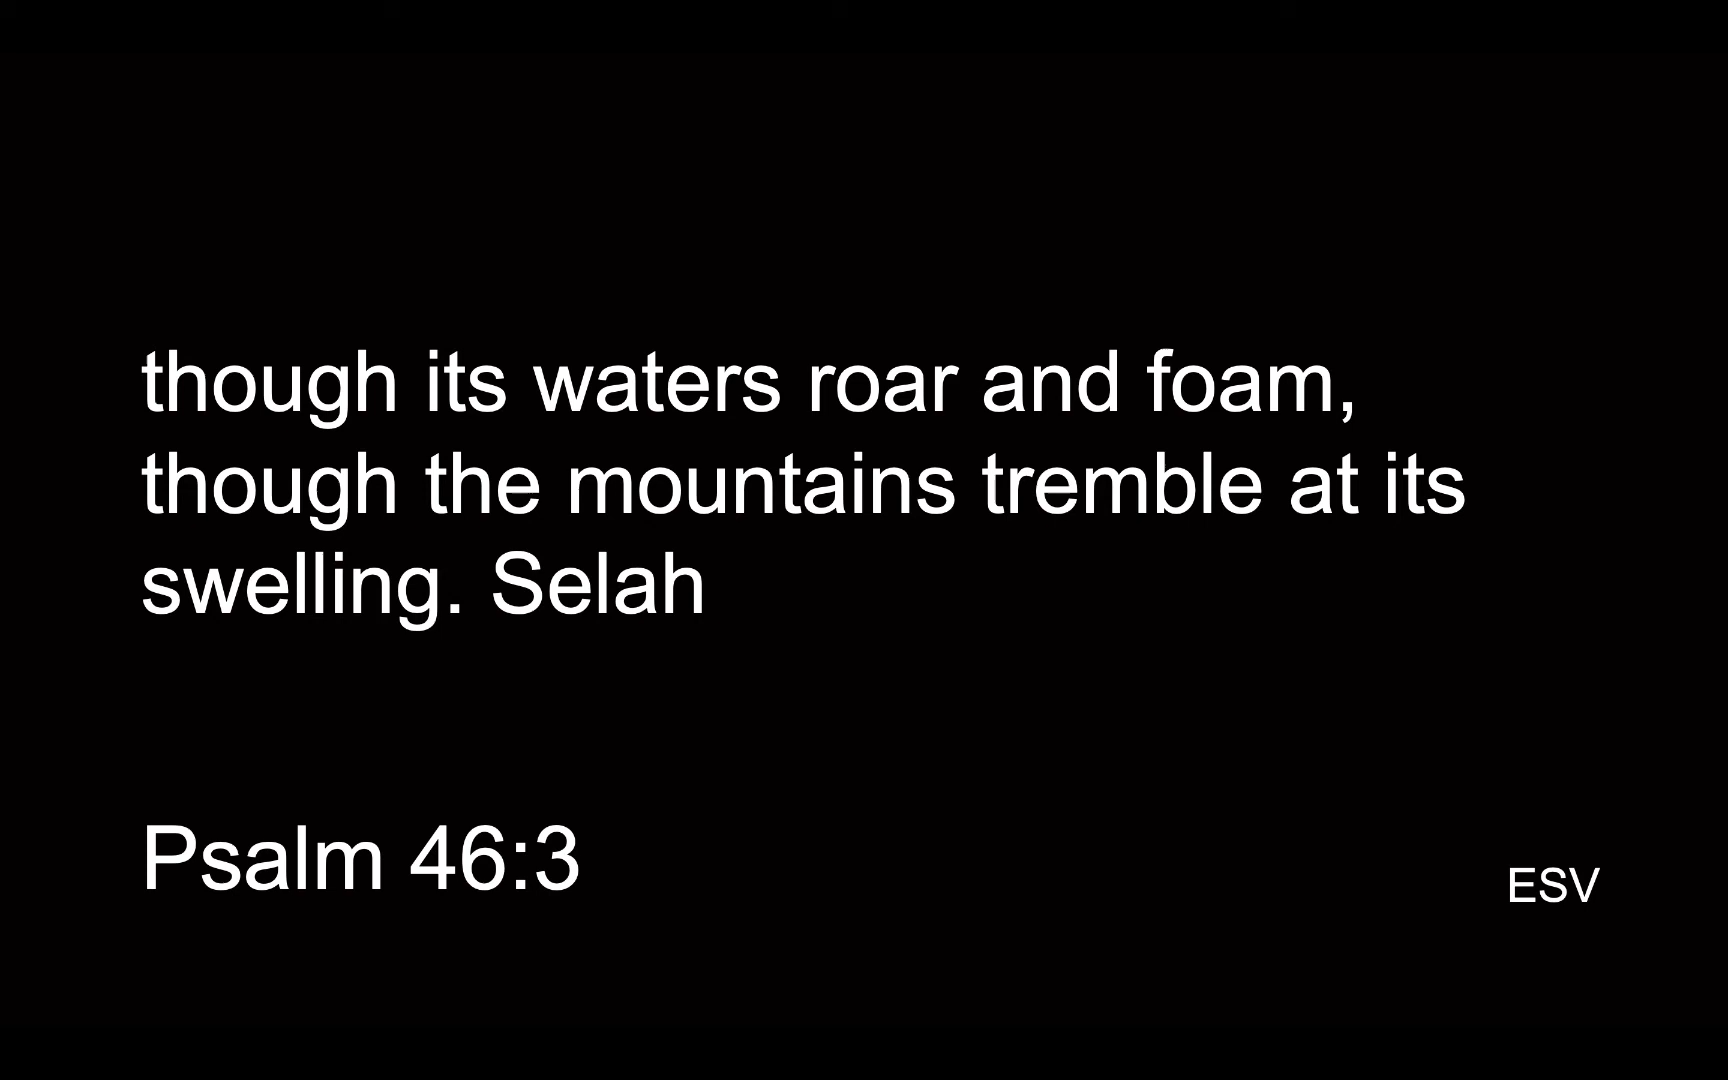 though its waters roar and foam,
though the mountains tremble at its
swelling. Selah
Psalm 46:3
ESV